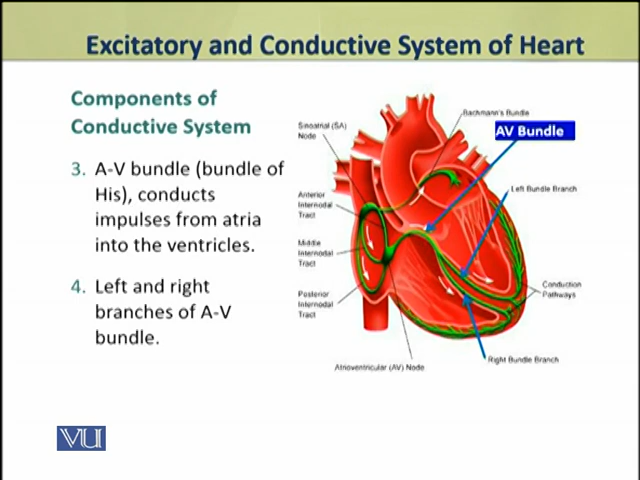 Excitatory and Conductive System of Heart
Components of
Conductive System
3. A-V bundle (bundle of
His), conducts
impulses from atria
into the ventricles.
4. Left and right
branches of A-V
bundle.
Bachmann's Bundle
Sinoatrial (SA)
Node
AV Bundle
Anterior
Internodal
Tract
Left Bundle Branch
Middle
Internodal
Tract
Conduction
Pathways
Posterior
Internodal
Tract
Right Bundle Branch
Atrioventricular (AV) Node
VU